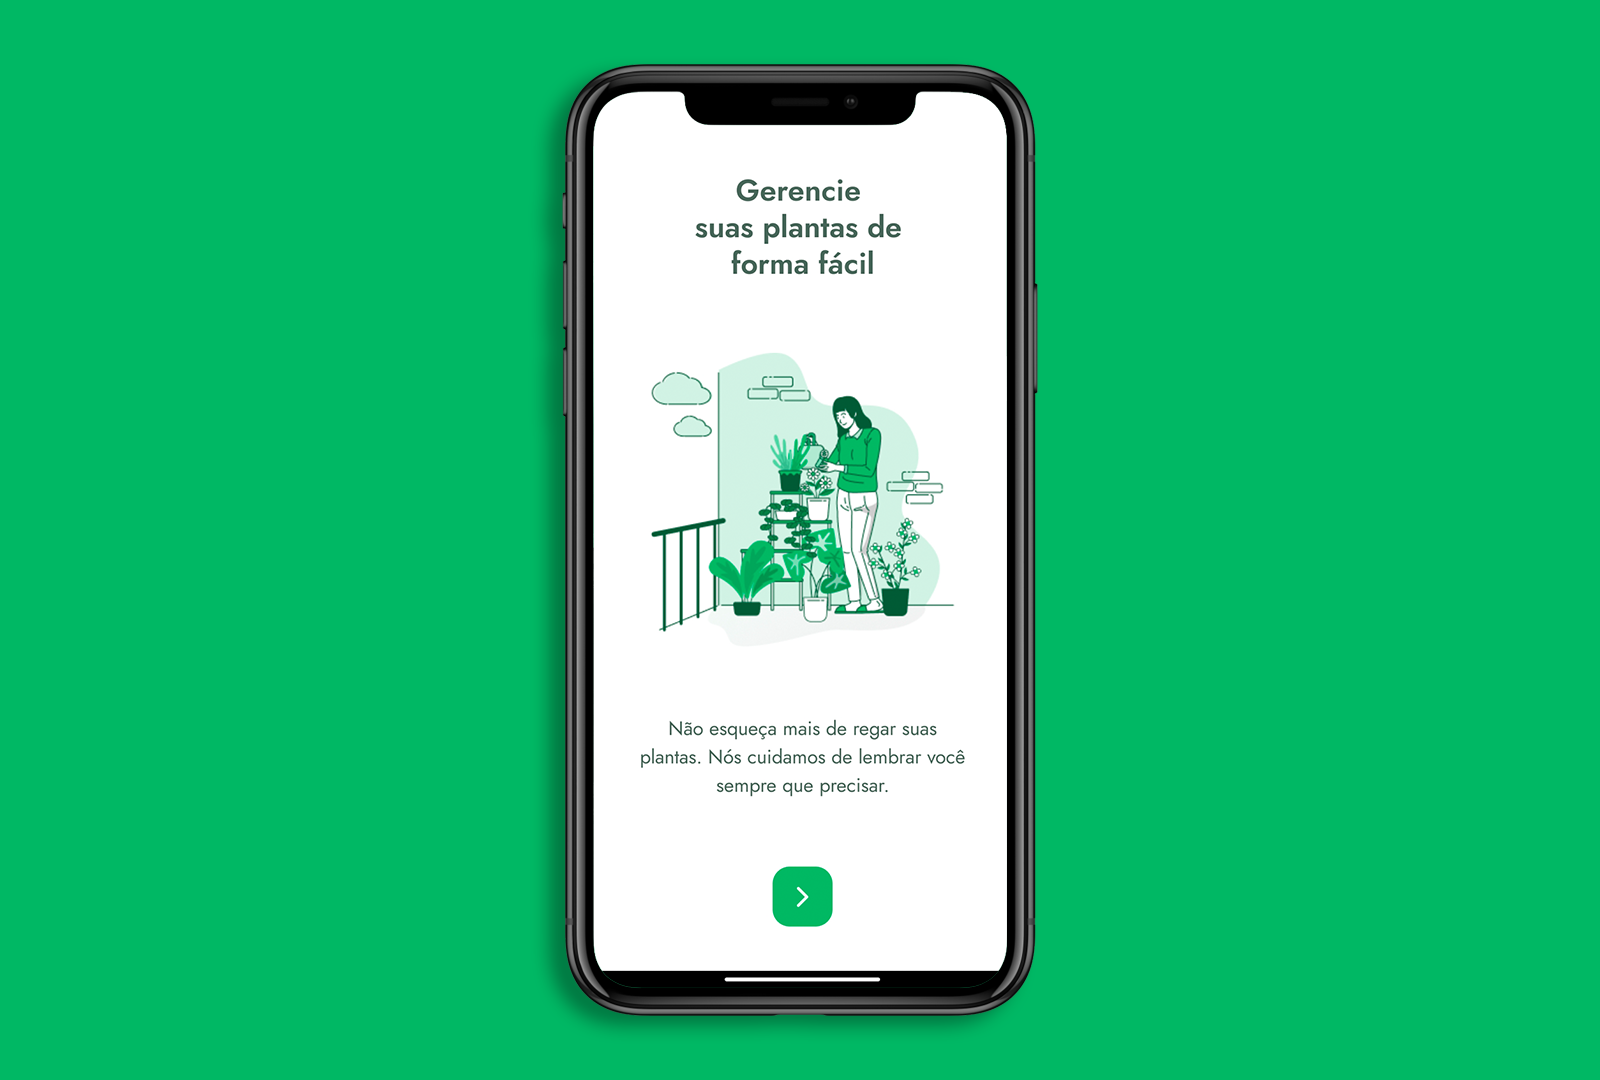 Gerencie
suas plantas de
forma fácil
Não esqueça mais de regar suas
plantas. Nós cuidamos de lembrar você
sempre que precisar.